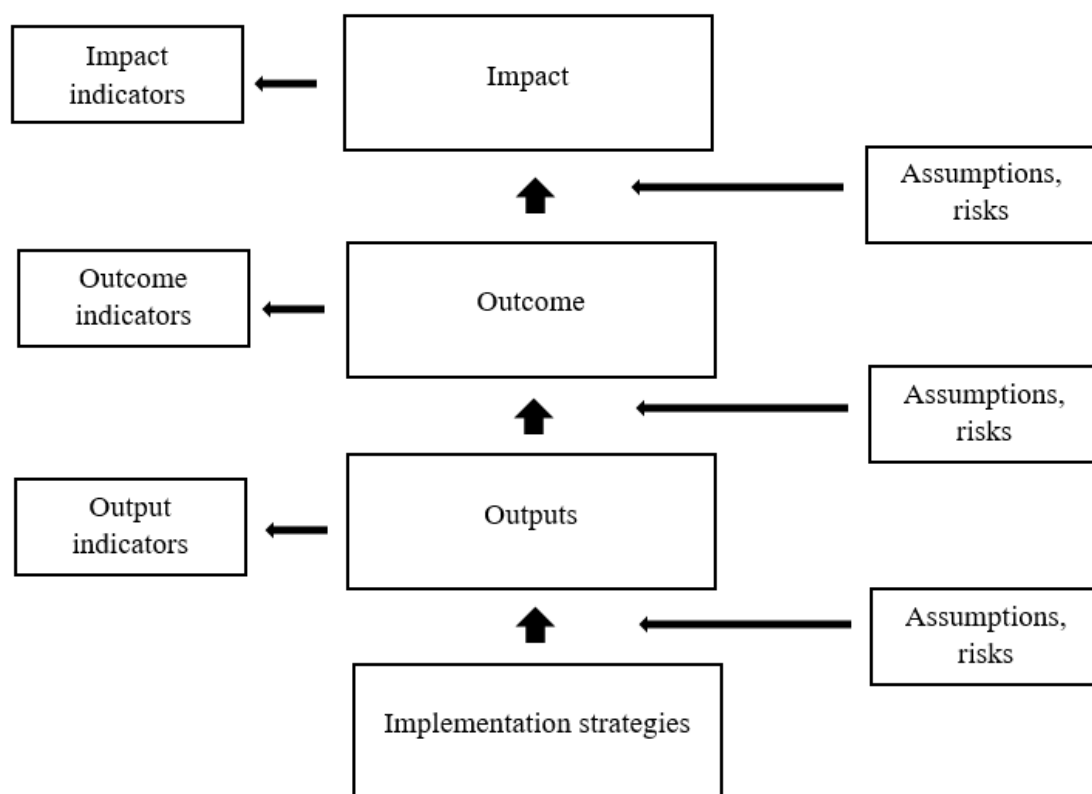 Impact
indicators
Impact
Assumptions,
risks
Outcome
indicators
Outcome
Assumptions,
risks
Output
indicators
Outputs
Assumptions,
risks
Implementation strategies